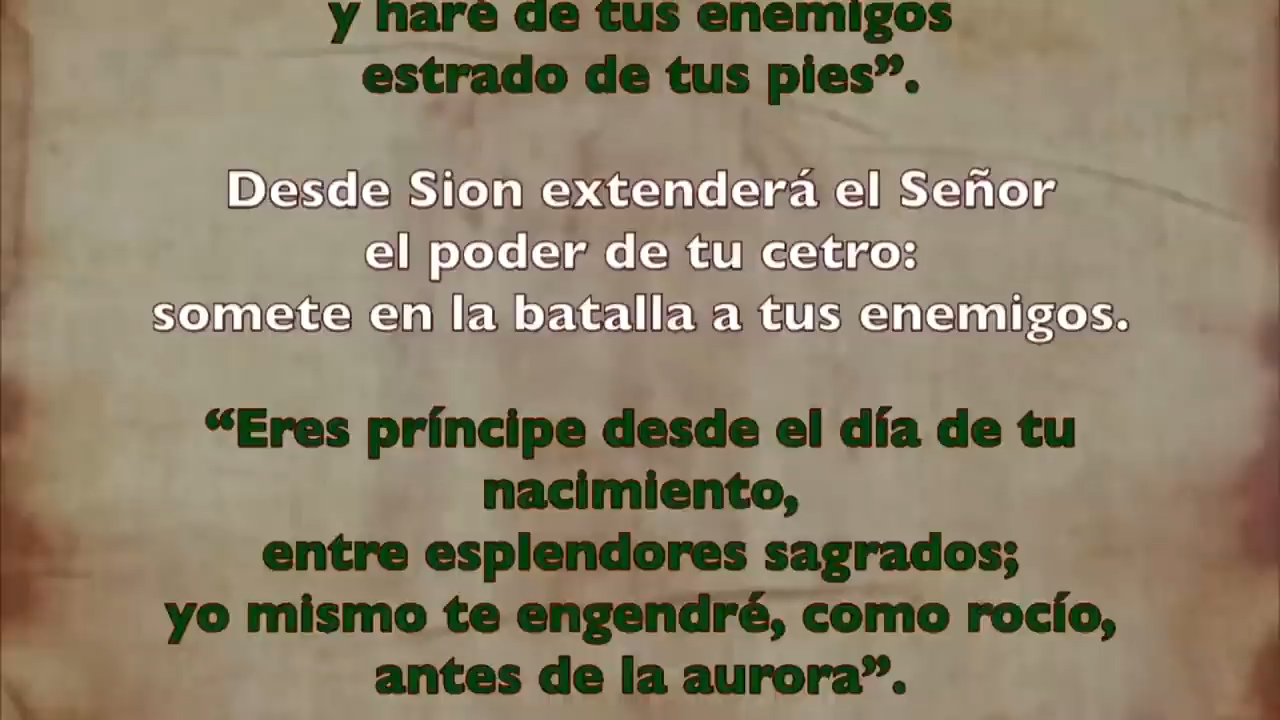 y haré de tus enemigos
estrado de tus pies”.
Desde Sion extenderá el Señor
el poder de tu cetro:
somete en la batalla a tus enemigos.
“Eres príncipe desde el día de tu
nacimiento,
entre esplendores sagrados;
yo mismo te engendré, como rocío,
antes de la aurora”.